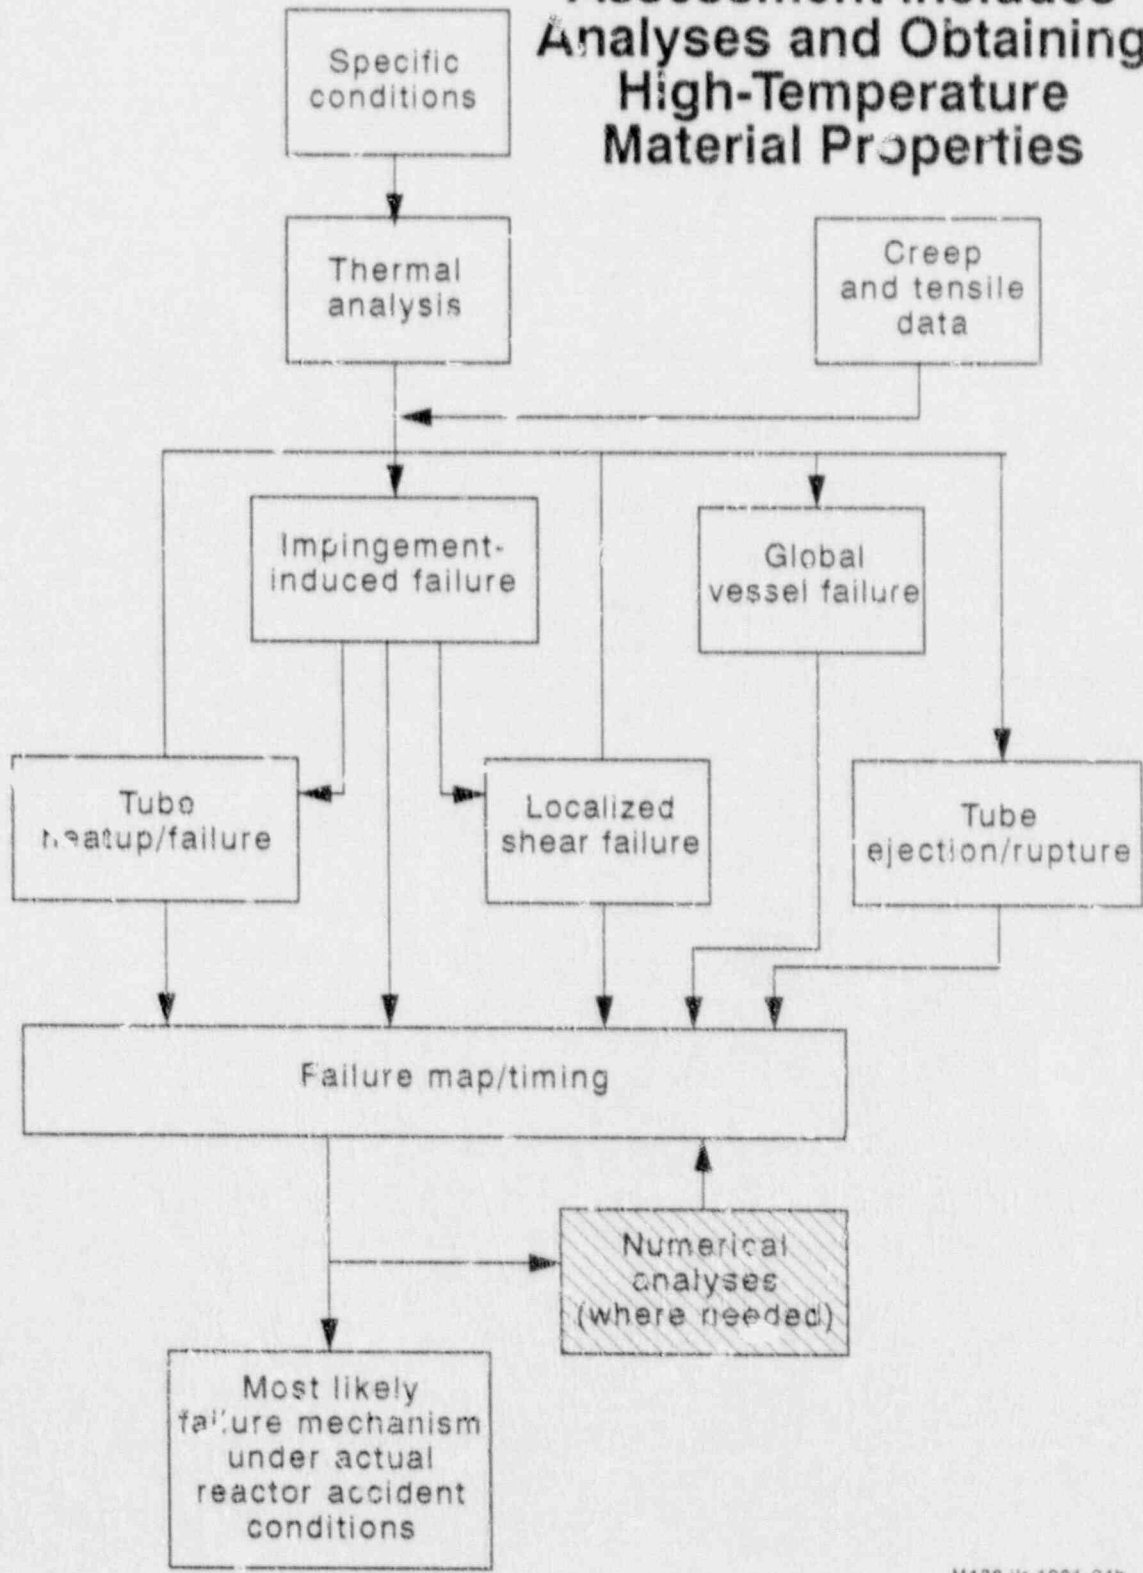 Analyses and Obtaining
High-Temperature
Material Properties
Specific
conditions
Thermal
analysis
Creep
and tensile
data
Impingement-
induced failure
Global
vessel failure
Tube
heatup/failure
Localized
shear failure
Tube
ejection/rupture
Failure map/timing
Numerical
analyses
(where needed)
Most likely
failure mechanism
under actual
reactor accident
conditions